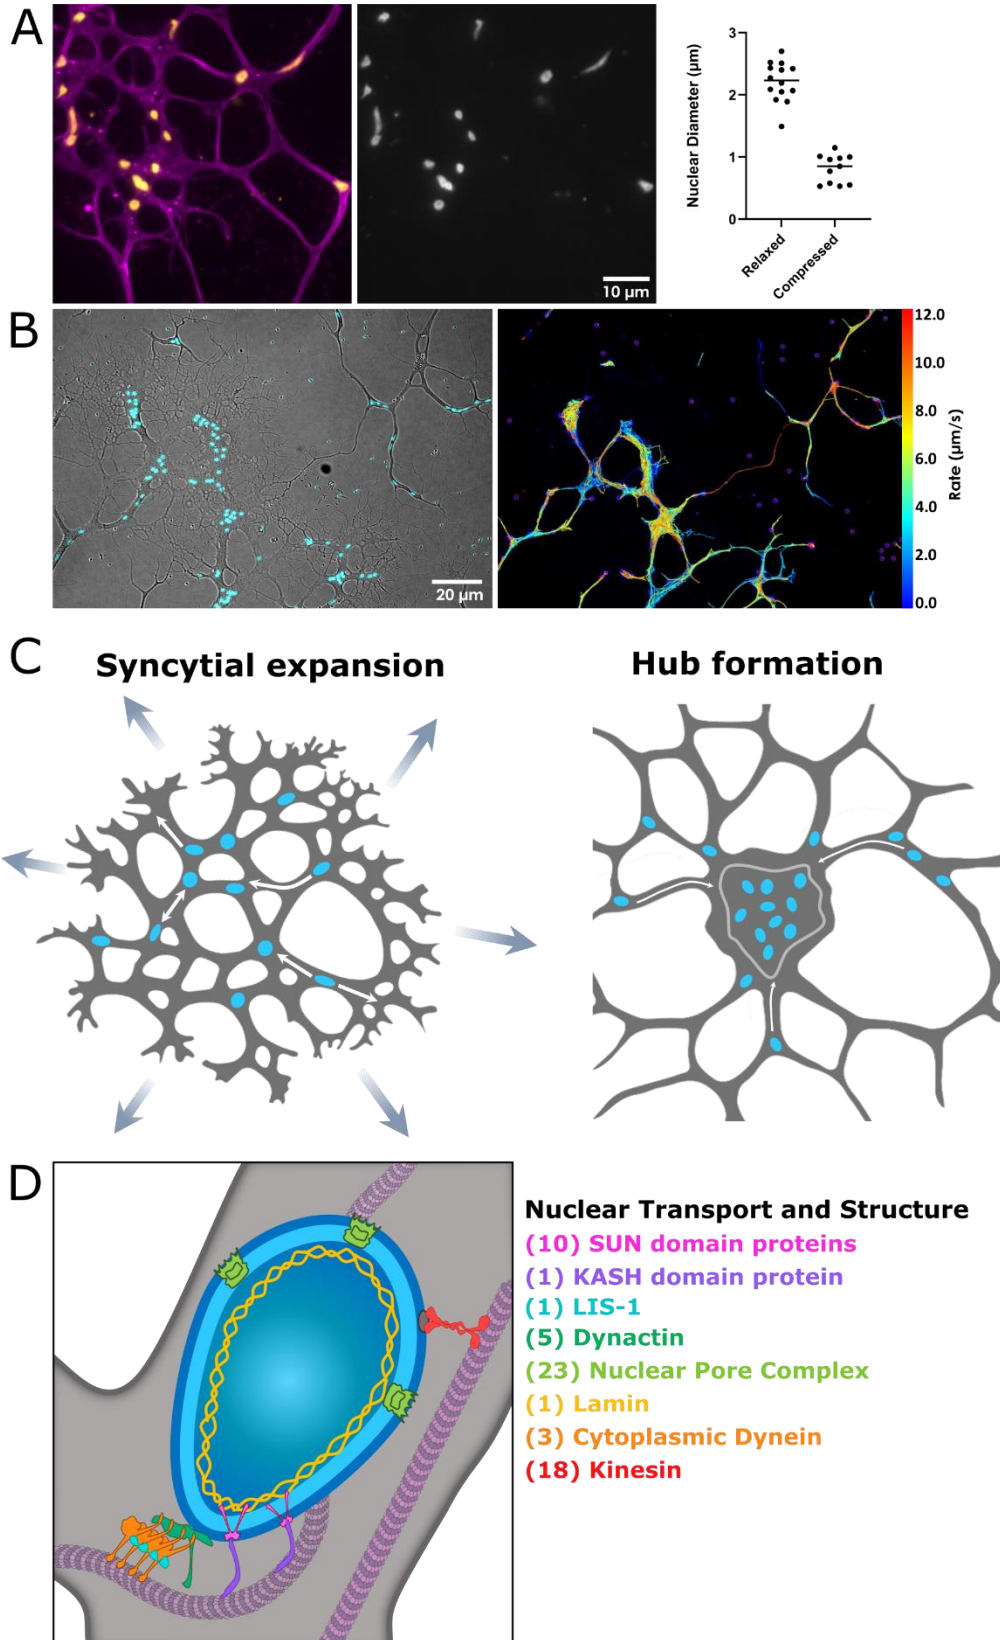 A
10 µm
Nuclear Diameter (µm)
3
2
1
0
Relaxed
Compressed
B
20 µm
12.0
10.0
8.0
6.0
4.0
2.0
0.0
Rate (µm/s)
C
Syncytial expansion
Hub formation
D
Nuclear Transport and Structure
(10) SUN domain proteins
(1) KASH domain protein
(1) LIS-1
(5) Dynactin
(23) Nuclear Pore Complex
(1) Lamin
(3) Cytoplasmic Dynein
(18) Kinesin